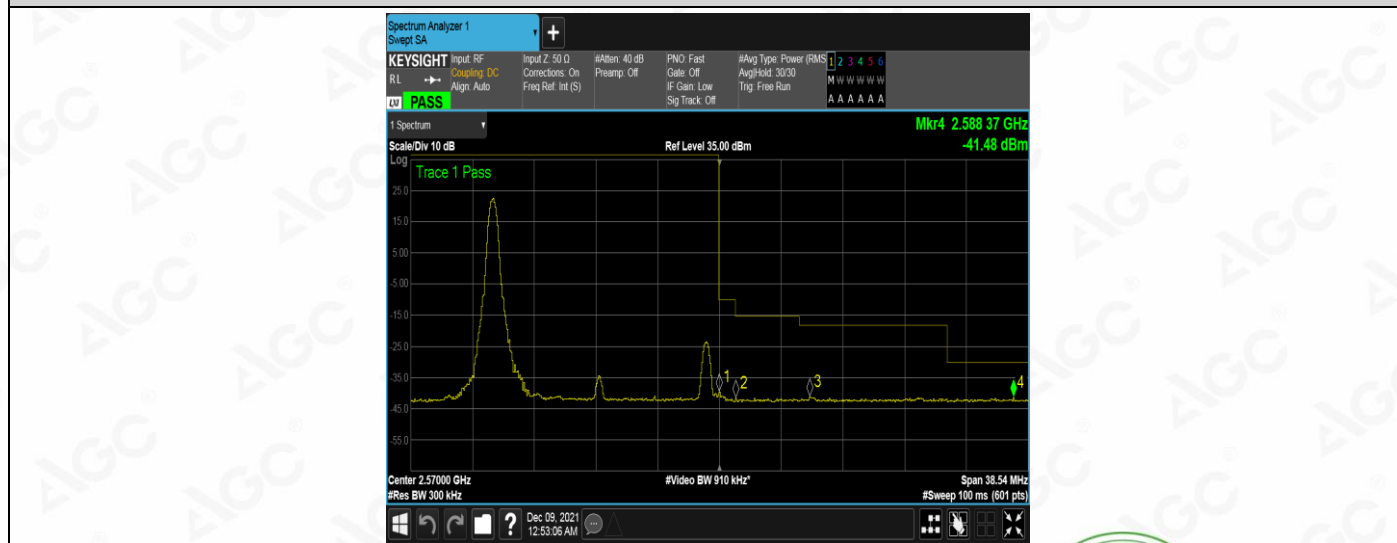 Spectrum Analyzer 1
Swept SA
+
KEYSIGHT Input: RF Input Z: 50 Ω #Atten: 40 dB PNO: Fast #Avg Type: Power (RMS 1 2 3 4 5 6
RL Coupling: DC Corrections: On Preamp: Off Gate: Off Avg|Hold: 30/30 M W W W W W
Align: Auto Freq Ref: Int (S) IF Gain: Low Trig: Free Run
LXI PASS Sig Track: Off A A A A A A
1 Spectrum Mkr4 2.588 37 GHz
Scale/Div 10 dB Ref Level 35.00 dBm -41.48 dBm
Log
Trace 1 Pass
25.0
15.0
5.00
-5.00
-15.0
-25.0
-35.0
1 2 3 4
-45.0
-55.0
Center 2.57000 GHz #Video BW 910 kHz* Span 38.54 MHz
#Res BW 300 kHz #Sweep 100 ms (601 pts)
? Dec 09, 2021
12:53:06 AM
AGC